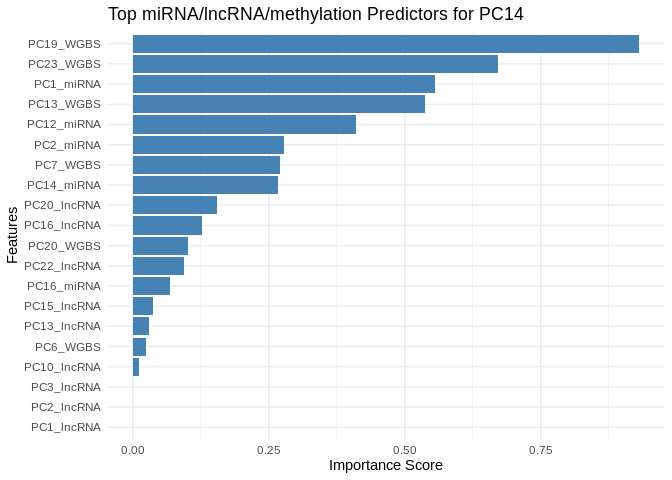 Top miRNA/lncRNA/methylation Predictors for PC14
PC19_WGBS
PC23_WGBS
PC1_miRNA
PC13_WGBS
PC12_miRNA
PC2_miRNA
PC7_WGBS
PC14_miRNA
PC20_lncRNA
PC16_lncRNA
PC20_WGBS
PC22_lncRNA
PC16_miRNA
PC15_lncRNA
PC13_lncRNA
PC6_WGBS
PC10_lncRNA
PC3_lncRNA
PC2_lncRNA
PC1_lncRNA
Features
0.00 0.25 0.50 0.75
Importance Score